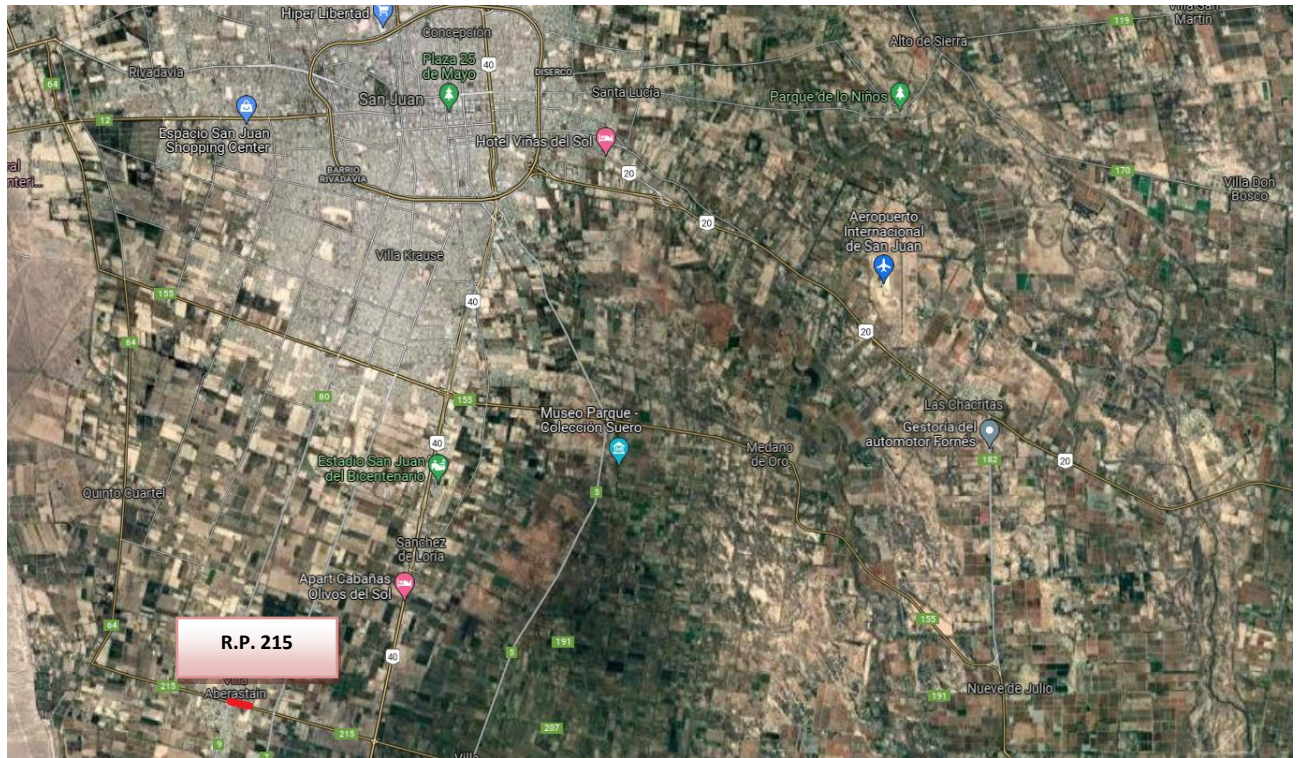 Hiper Libertad
Concepción
119
Villa San
Martín
Alto de Sierra
Rivadavia
Plaza 25
de Mayo
40
DISERCO
64
San Juan
Santa Lucía
Parque de lo Niños
12
Espacio San Juan
Shopping Center
Hotel Viñas del Sol
BARRIO
RIVADAVIA
20
170
Villa Don
Bosco
20
Aeropuerto
Internacional
de San Juan
Villa Krause
155
40
64
20
80
155
Museo Parque -
Colección Suero
Las Chacritas
Gestoría del
automotor Fornés
40
Estadio San Juan
del Bicentenario
Medano
de Oro
182
20
Quinto Cuartel
5
Sanchez
de Loria
Apart Cabañas
Olivos del Sol
64
155
R.P. 215
191
5
40
215
Villa
Aberastain
191
Nueve de Julio
9
215
207
Villa